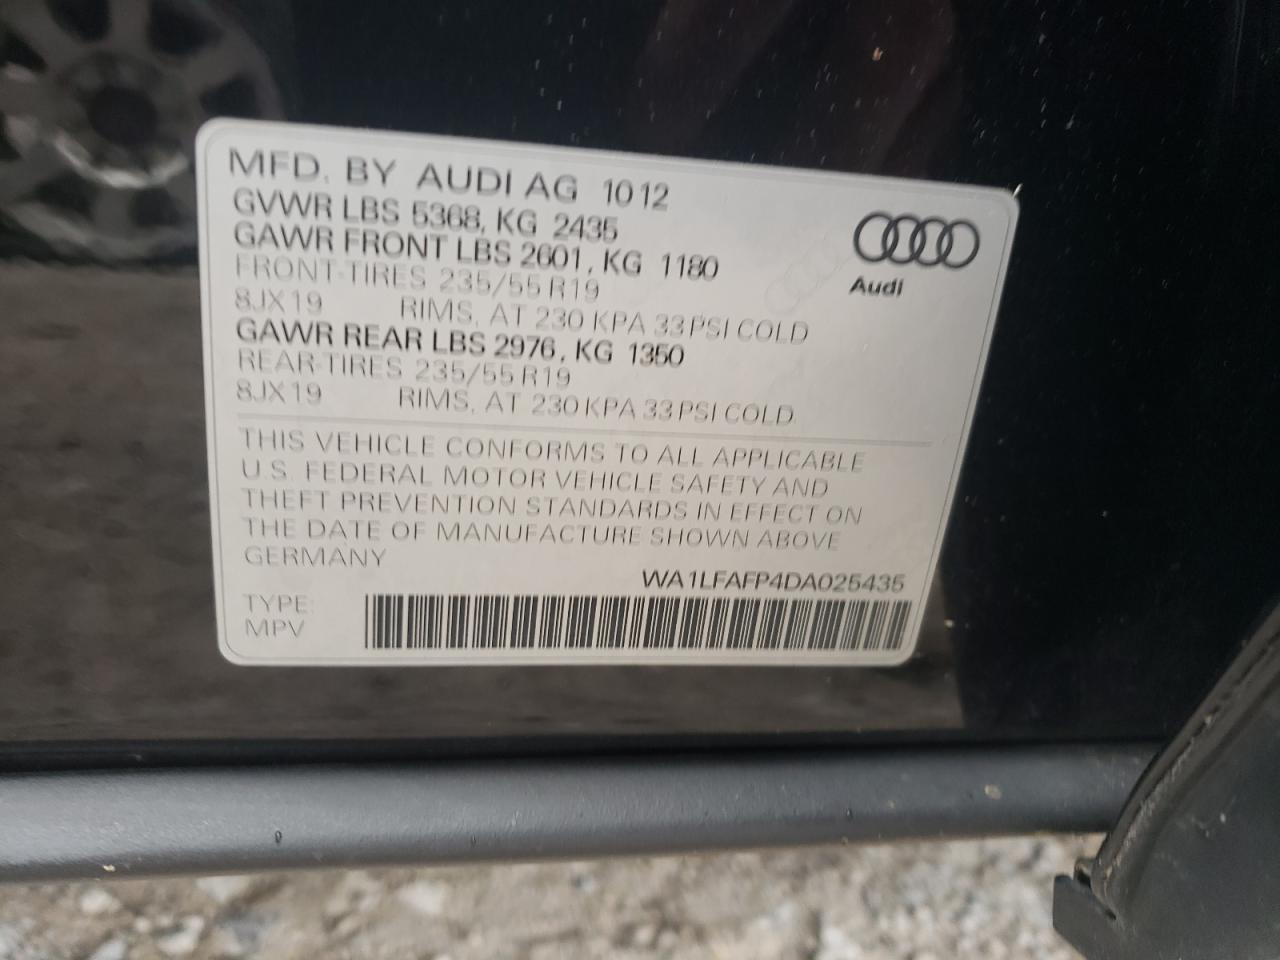 MFD. BY AUDI AG 10 12
GVWR LBS 5368, KG 2435
GAWR FRONT LBS 2601, KG 1180
FRONT-TIRES 235/55 R19
8JX19 RIMS, AT 230 KPA 33 PSI COLD
GAWR REAR LBS 2976, KG 1350
REAR-TIRES 235/55 R19
8JX19 RIMS, AT 230 KPA 33 PSI COLD
Audi
THIS VEHICLE CONFORMS TO ALL APPLICABLE
U.S. FEDERAL MOTOR VEHICLE SAFETY AND
THEFT PREVENTION STANDARDS IN EFFECT ON
THE DATE OF MANUFACTURE SHOWN ABOVE
GERMANY
WA1LFAFP4DA025435
TYPE:
MPV